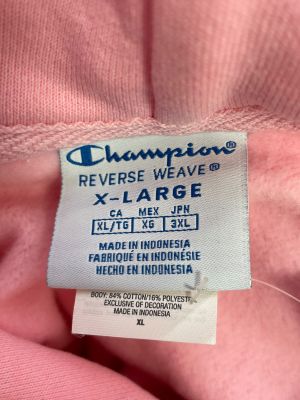 Champion®
REVERSE WEAVE®
X-LARGE
CA MEX JPN
XL/TG XG 3XL
MADE IN INDONESIA
FABRIQUÉ EN INDONÉSIE
HECHO EN INDONESIA
BODY: 84% COTTON/16% POLYESTER
EXCLUSIVE OF DECORATION
MADE IN INDONESIA
XL